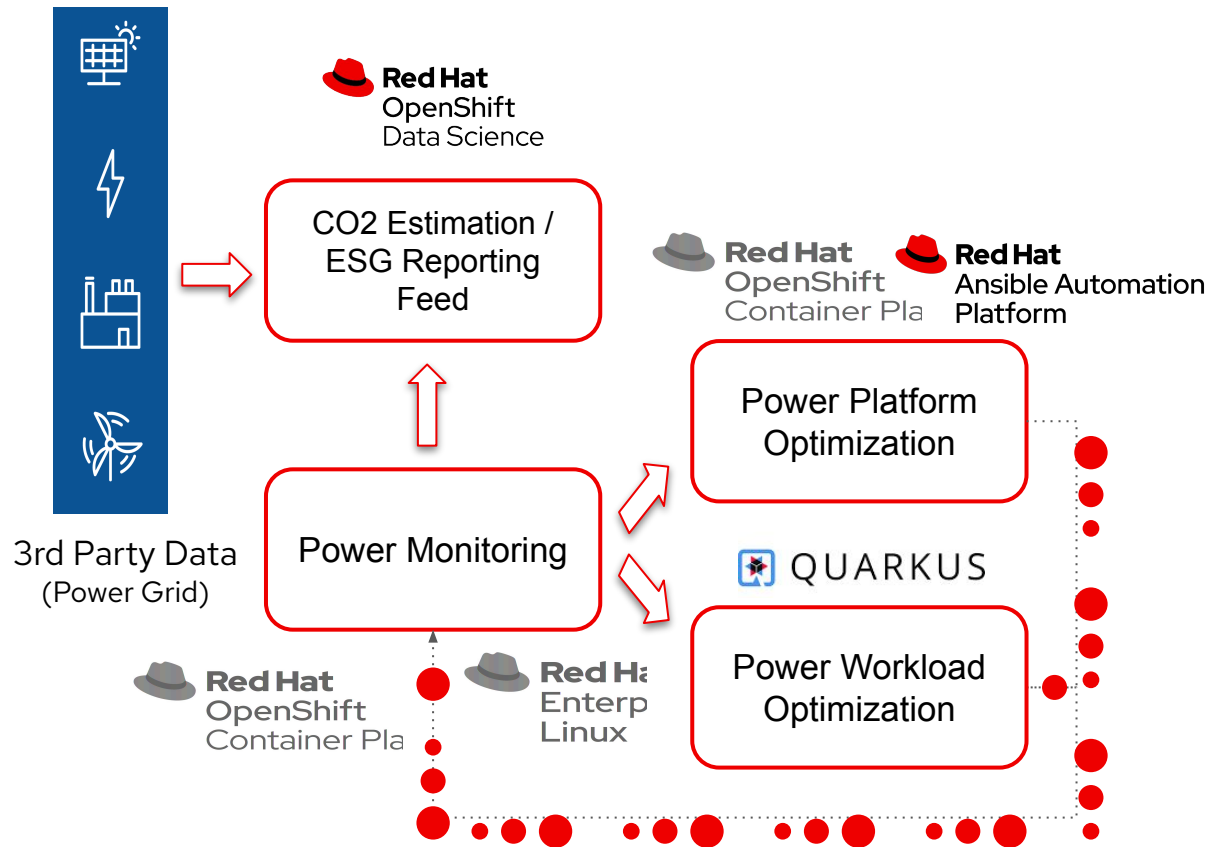 Red Hat
OpenShift
Data Science
CO2 Estimation /
ESG Reporting
Feed
Red Hat
OpenShift
Container Pla
Red Hat
Ansible Automation
Platform
Power Platform
Optimization
3rd Party Data
(Power Grid)
Power Monitoring
QUARKUS
Power Workload
Optimization
Red Hat
OpenShift
Container Pla
Red Ha
Enterp
Linux